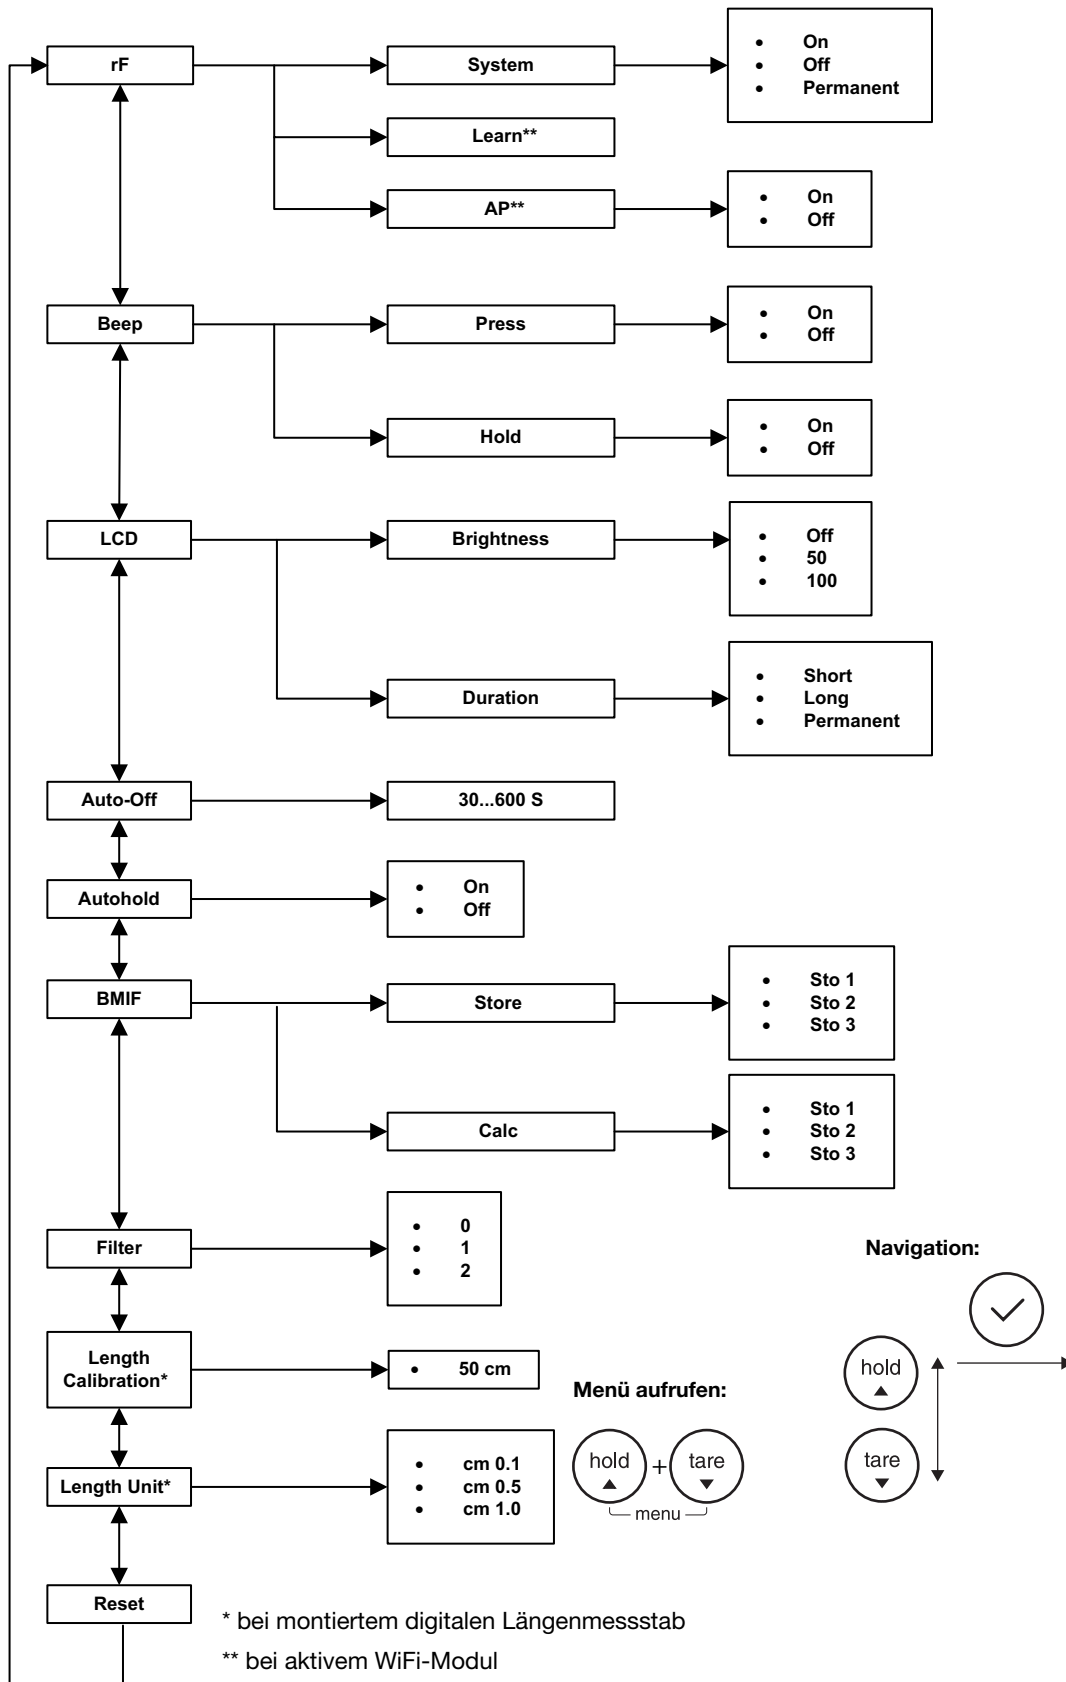 rF
System
• On
• Off
• Permanent
Learn**
AP**
• On
• Off
Beep
Press
• On
• Off
Hold
• On
• Off
LCD
Brightness
• Off
• 50
• 100
Duration
• Short
• Long
• Permanent
Auto-Off
30...600 S
Autohold
• On
• Off
BMIF
Store
• Sto 1
• Sto 2
• Sto 3
Calc
• Sto 1
• Sto 2
• Sto 3
Filter
• 0
• 1
• 2
Length
Calibration*
• 50 cm
Length Unit*
• cm 0.1
• cm 0.5
• cm 1.0
Reset
Menü aufrufen:
hold + tare
menu
Navigation:
hold
tare
* bei montiertem digitalen Längenmessstab
** bei aktivem WiFi-Modul